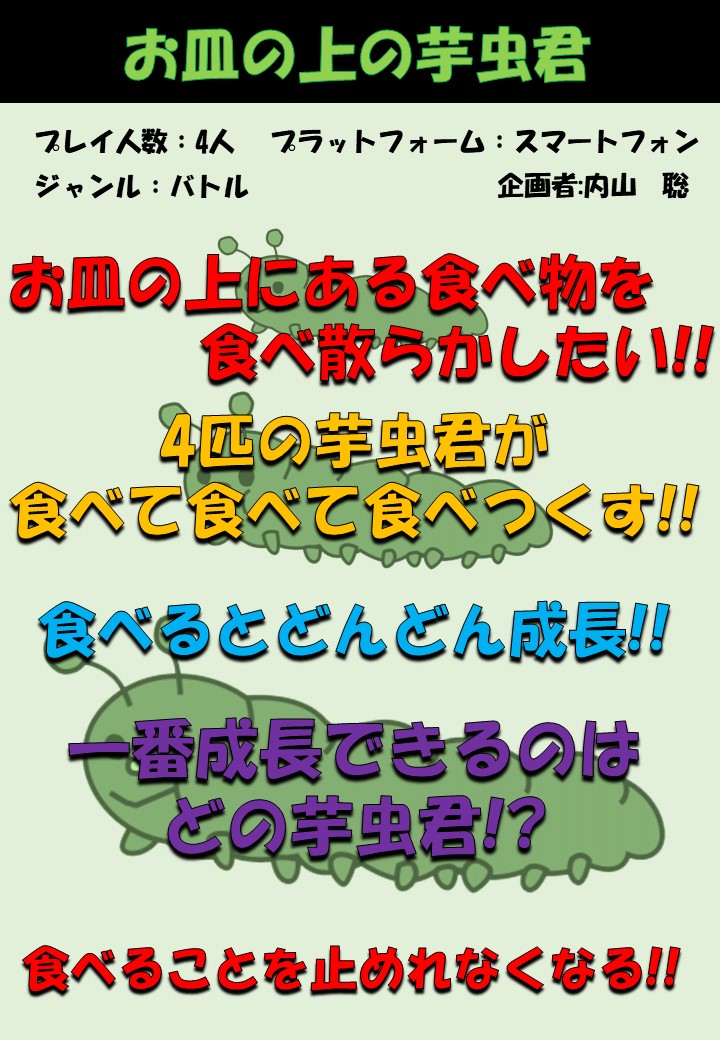 お皿の上の芋虫君
プレイ人数：4人　プラットフォーム：スマートフォン
ジャンル：バトル　企画者:内山　聡
お皿の上にある食べ物を
食べ散らかしたい!!
4匹の芋虫君が
食べて食べて食べつくす!!
食べるとどんどん成長!!
一番成長できるのは
どの芋虫君!?
食べることを止めれなくなる!!